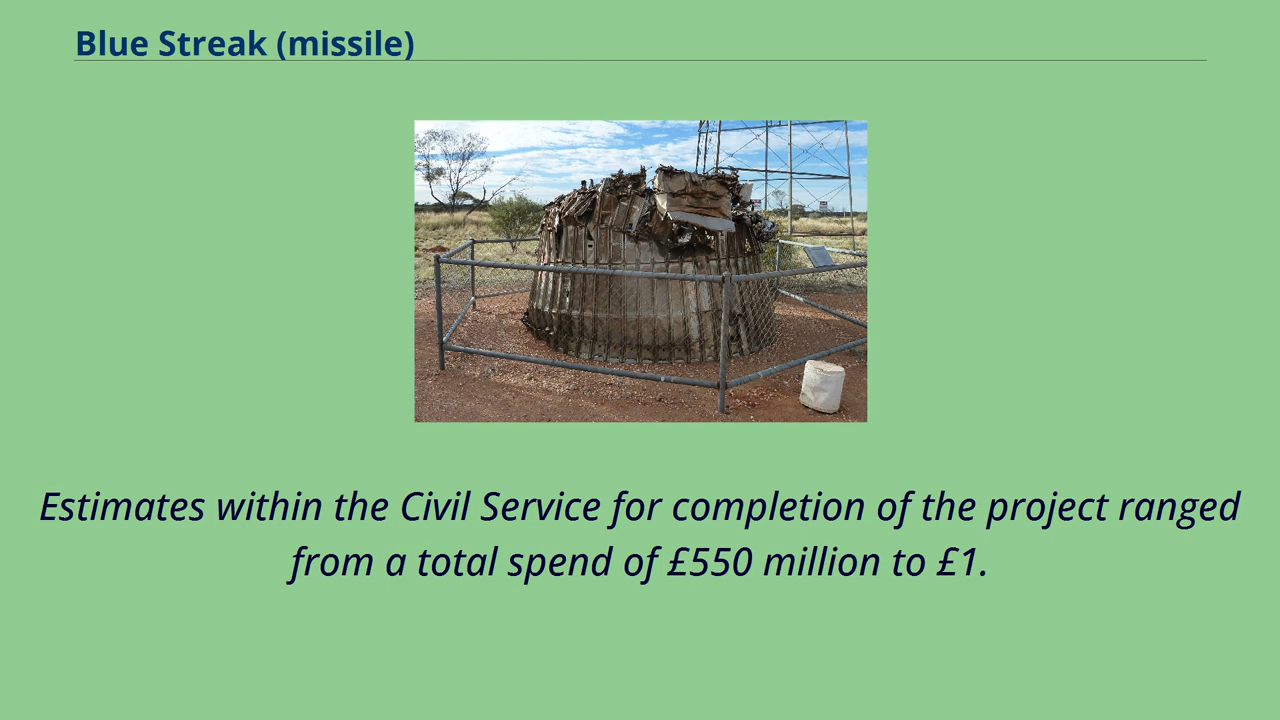 Blue Streak (missile)
Estimates within the Civil Service for completion of the project ranged
from a total spend of £550 million to £1.